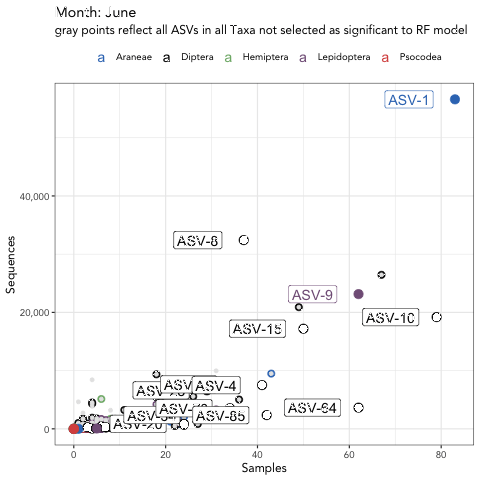 Month: June
gray points reflect all ASVs in all Taxa not selected as significant to RF model
a Araneae a Diptera a Hemiptera a Lepidoptera a Psocodea
ASV-1
40,000
ASV-8
ASV-9
20,000
ASV-10
ASV-15
ASV-4
ASV-64
ASV-85
0
0 20 40 60 80
Samples
Sequences